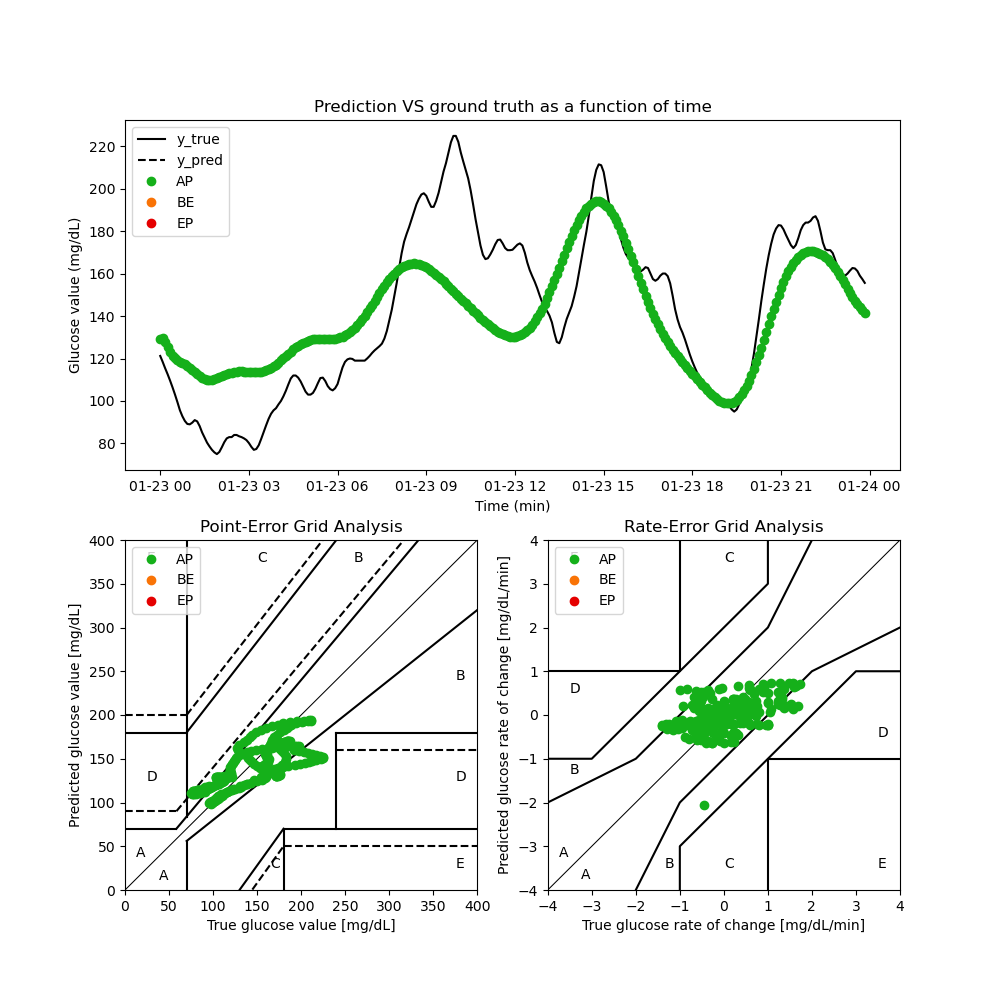 Prediction VS ground truth as a function of time
Glucose value (mg/dL)
220
200
180
160
140
120
100
80
y_true
y_pred
AP
BE
EP
01-23 00 01-23 03 01-23 06 01-23 09 01-23 12 01-23 15 01-23 18 01-23 21 01-24 00
Time (min)
Point-Error Grid Analysis
Predicted glucose value [mg/dL]
400
350
300
250
200
150
100
50
0
AP
BE
EP
C
B
B
D
D
A
A
C
E
0 50 100 150 200 250 300 350 400
True glucose value [mg/dL]
Rate-Error Grid Analysis
Predicted glucose rate of change [mg/dL/min]
4
3
2
1
0
−1
−2
−3
−4
AP
BE
EP
C
D
D
B
A
A
B
C
E
−4 −3 −2 −1 0 1 2 3 4
True glucose rate of change [mg/dL/min]